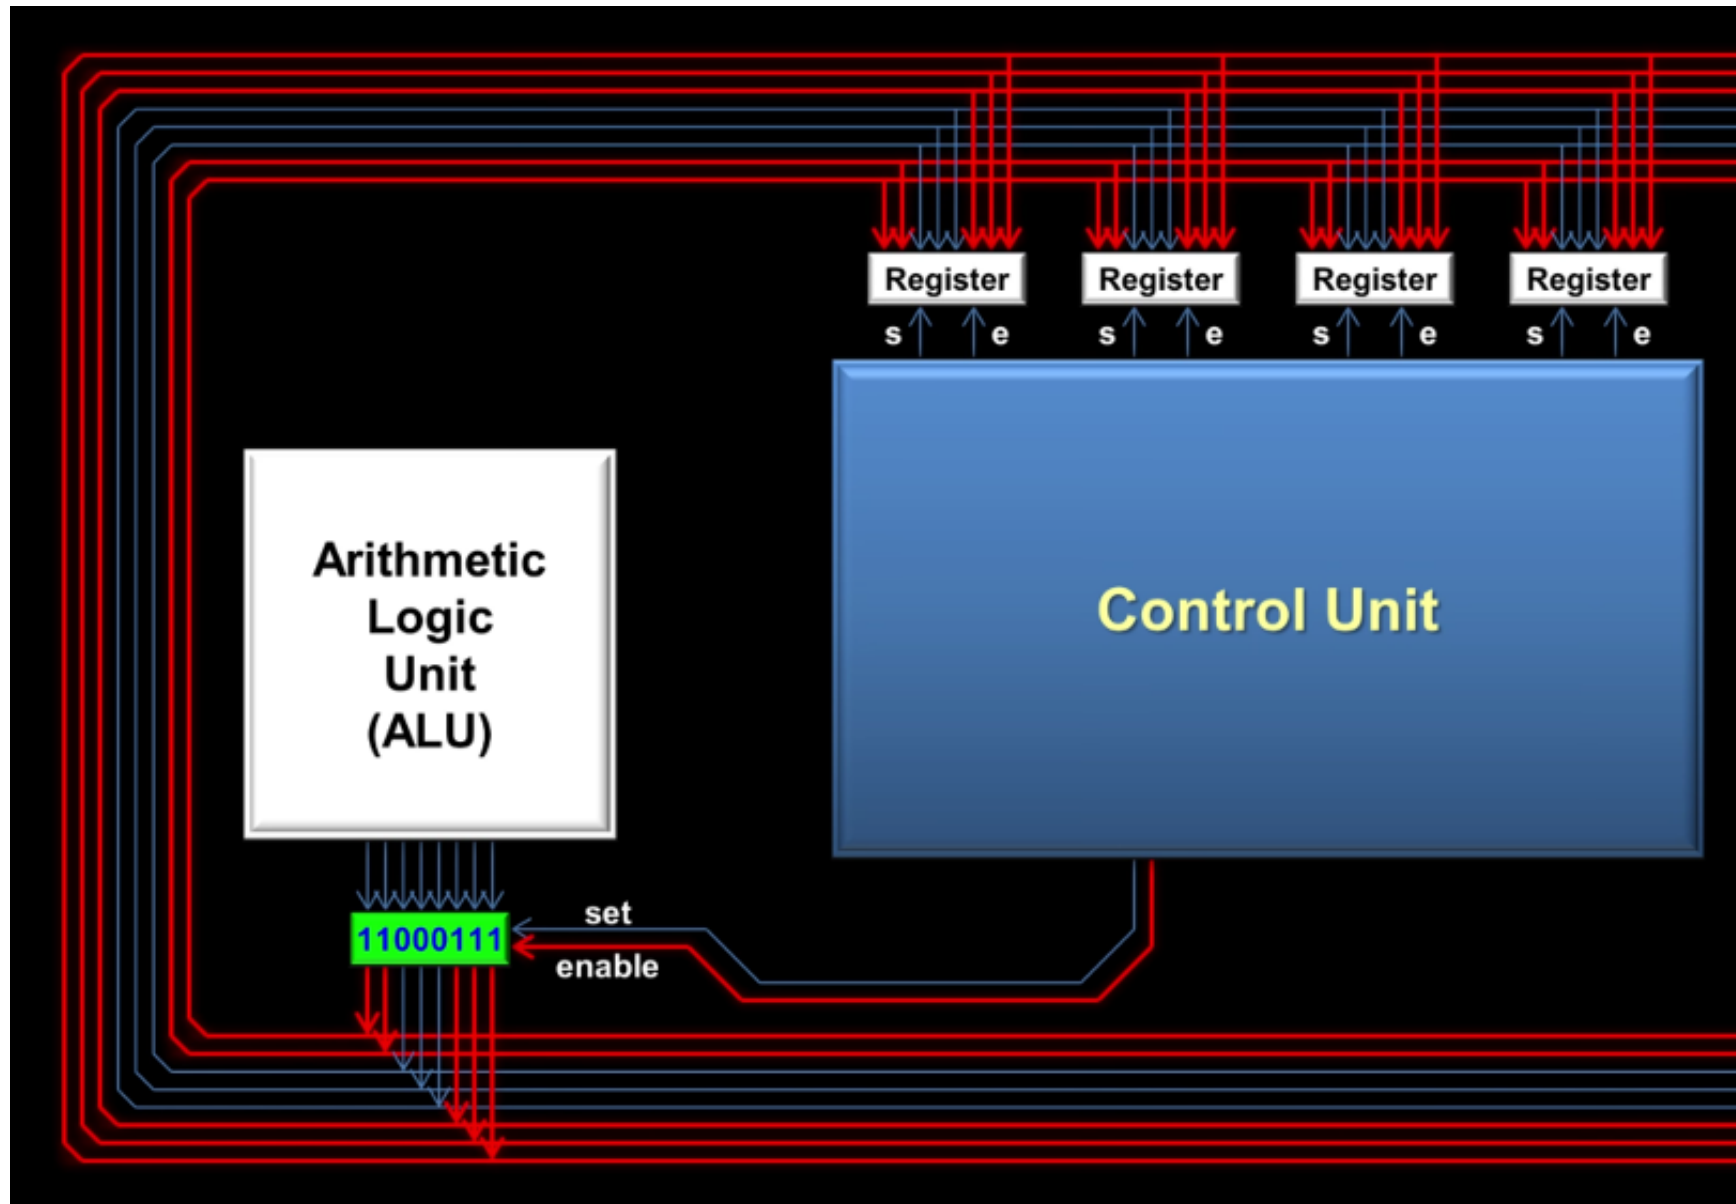 Register
Register
Register
Register
s
e
s
e
s
e
s
e
Arithmetic
Logic
Unit
(ALU)
Control Unit
set
11000111
enable